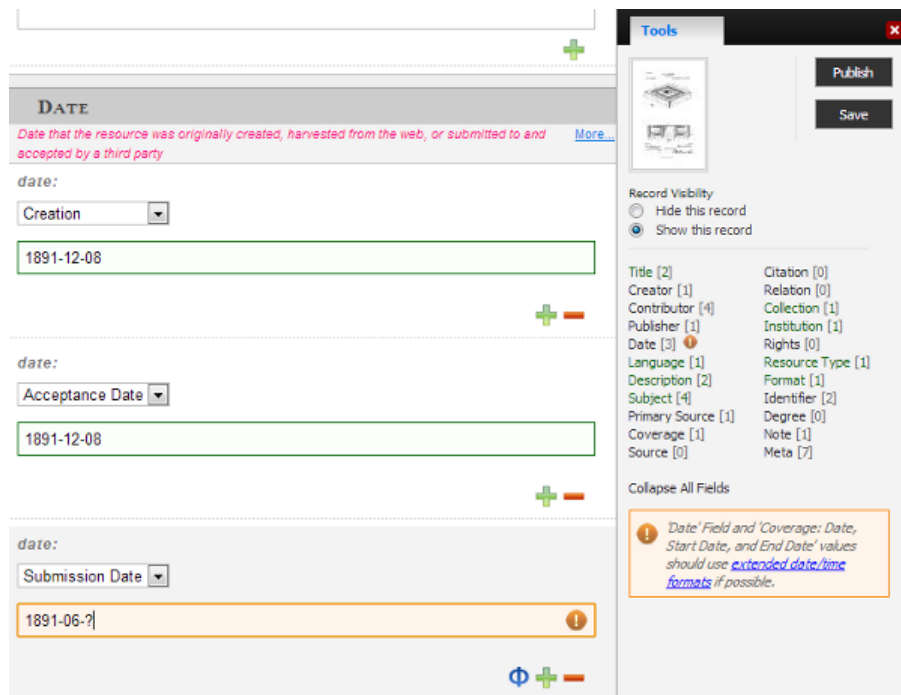 DATE
Date that the resource was originally created, harvested from the web, or submitted to and
accepted by a third party
More...
date:
Creation
1891-12-08
date:
Acceptance Date
1891-12-08
date:
Submission Date
1891-06-?
Φ
Tools
Publish
Save
Record Visibility
Hide this record
Show this record
Title [2]
Creator [1]
Contributor [4]
Publisher [1]
Date [3]
Language [1]
Description [2]
Subject [4]
Primary Source [1]
Coverage [1]
Source [0]
Citation [0]
Relation [0]
Collection [1]
Institution [1]
Rights [0]
Resource Type [1]
Format [1]
Identifier [2]
Degree [0]
Note [1]
Meta [7]
Collapse All Fields
'Date' Field and 'Coverage: Date,
Start Date, and End Date' values
should use extended date/time
formats if possible.